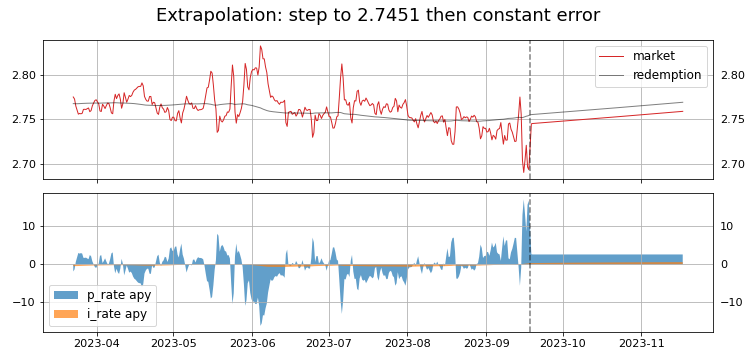 Extrapolation: step to 2.7451 then constant error
2.80
2.75
2.70
market
redemption
2.80
2.75
2.70
10
0
−10
p_rate apy
i_rate apy
10
0
−10
2023-04 2023-05 2023-06 2023-07 2023-08 2023-09 2023-10 2023-11